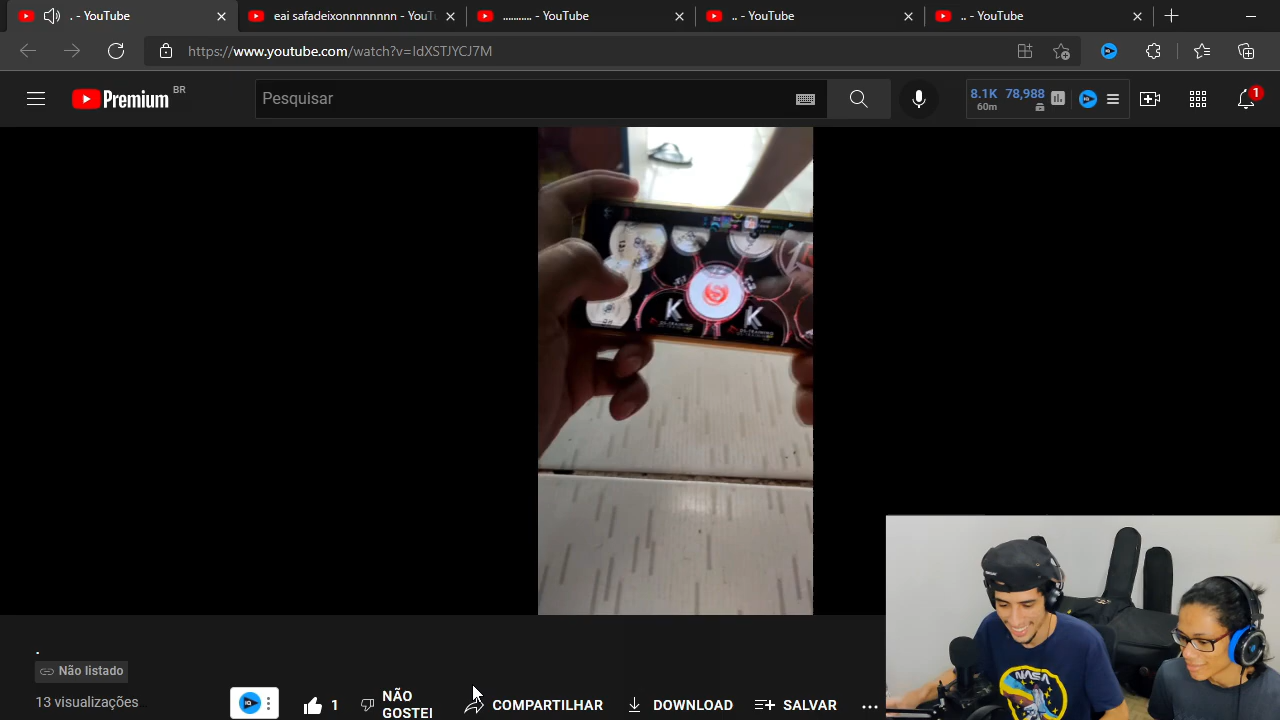 . - YouTube
eai safadeixonnnnnnnn - YouTu
........... - YouTube
.. - YouTube
.. - YouTube
https://www.youtube.com/watch?v=IdXSTJYCJ7M
Premium BR
Pesquisar
8.1K 78,988
60m
1
K K
NASA
.
Não listado
13 visualizações
1
NÃO
GOSTEI
COMPARTILHAR
DOWNLOAD
SALVAR